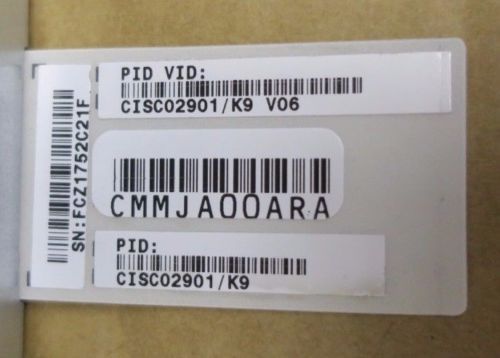 SN:FCZ1752C21F
PID VID:
CISCO2901/K9 V06
CMMJA00ARA
PID:
CISCO2901/K9